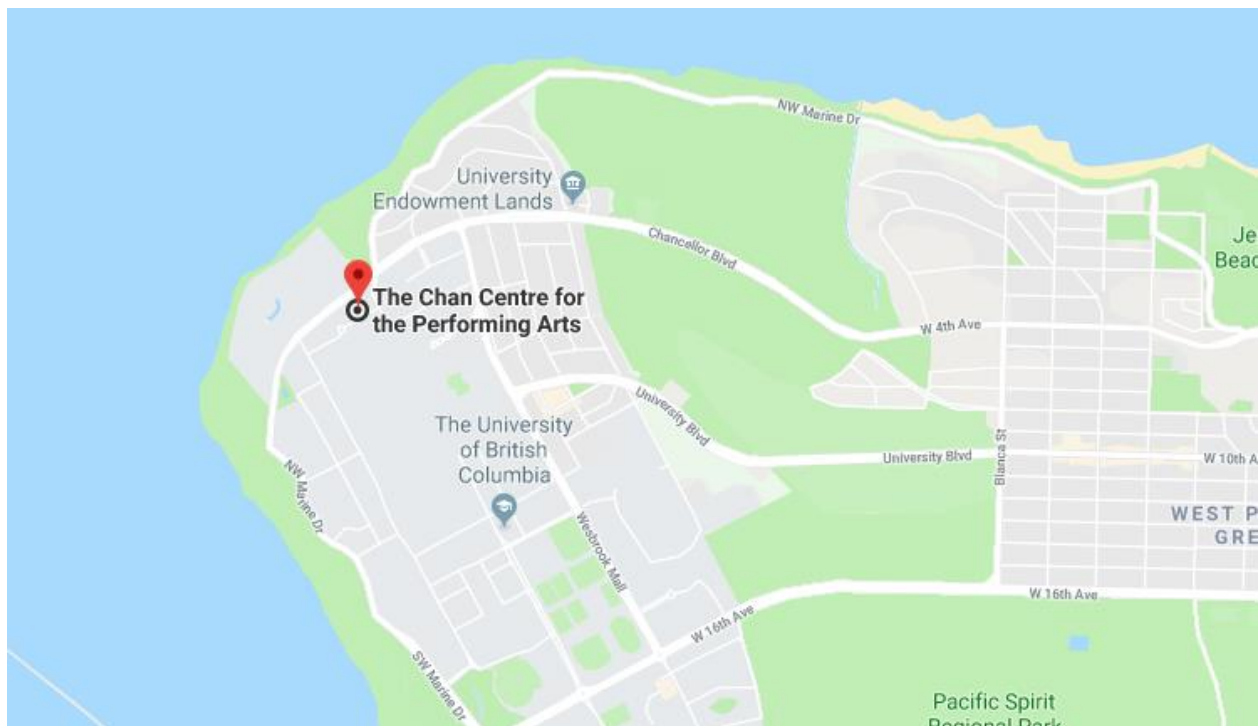 NW Marine Dr
University
Endowment Lands
Chancellor Blvd
Je
Beac
The Chan Centre for
the Performing Arts
W 4th Ave
University Blvd
The University
of British
Columbia
University Blvd
Blanca St
W 10th A
NW Marine Dr
Wesbrook Mall
WEST P
GRE
W 16th Ave
W 16th Ave
SW Marine Dr
Pacific Spirit
Regional Park